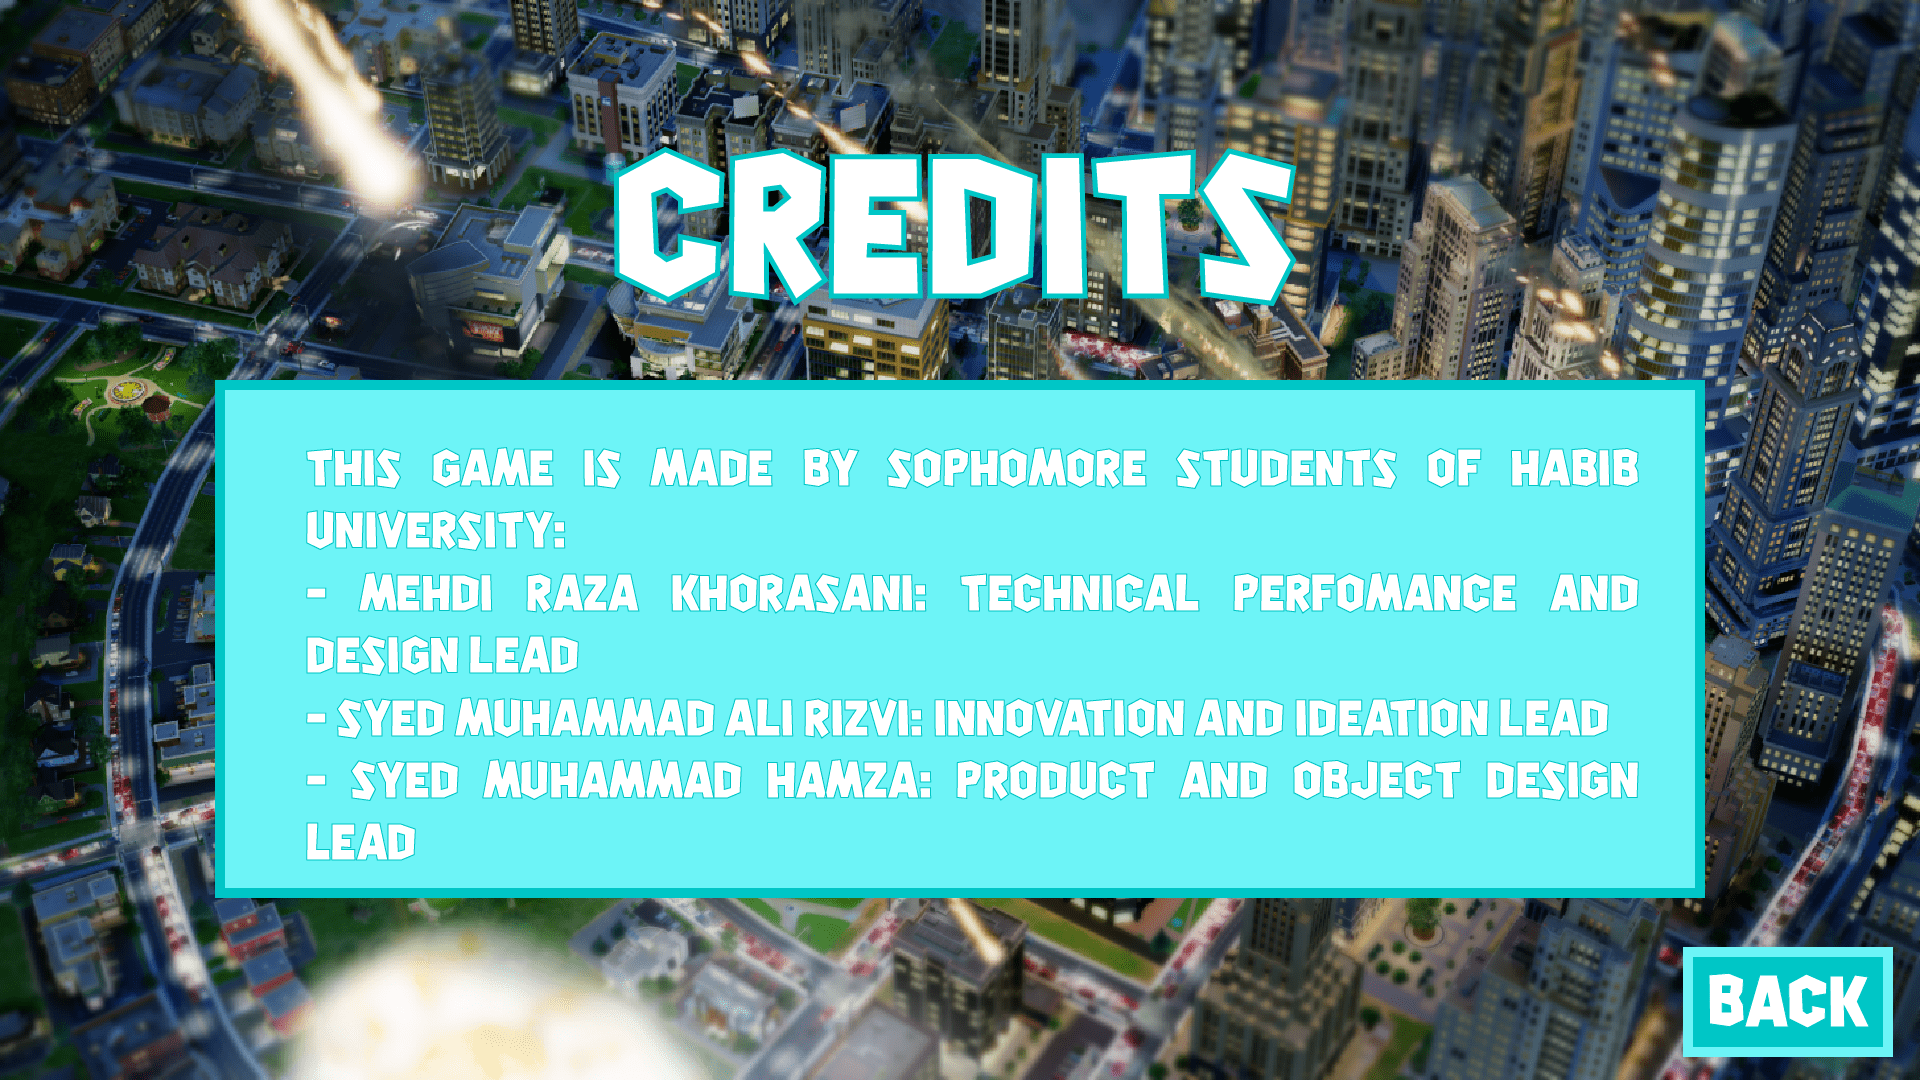 CREDITS
THIS GAME IS MADE BY SOPHOMORE STUDENTS OF HABIB
UNIVERSITY:
- MEHDI RAZA KHORASANI: TECHNICAL PERFOMANCE AND
DESIGN LEAD
- SYED MUHAMMAD ALI RIZVI: INNOVATION AND IDEATION LEAD
- SYED MUHAMMAD HAMZA: PRODUCT AND OBJECT DESIGN
LEAD
BACK